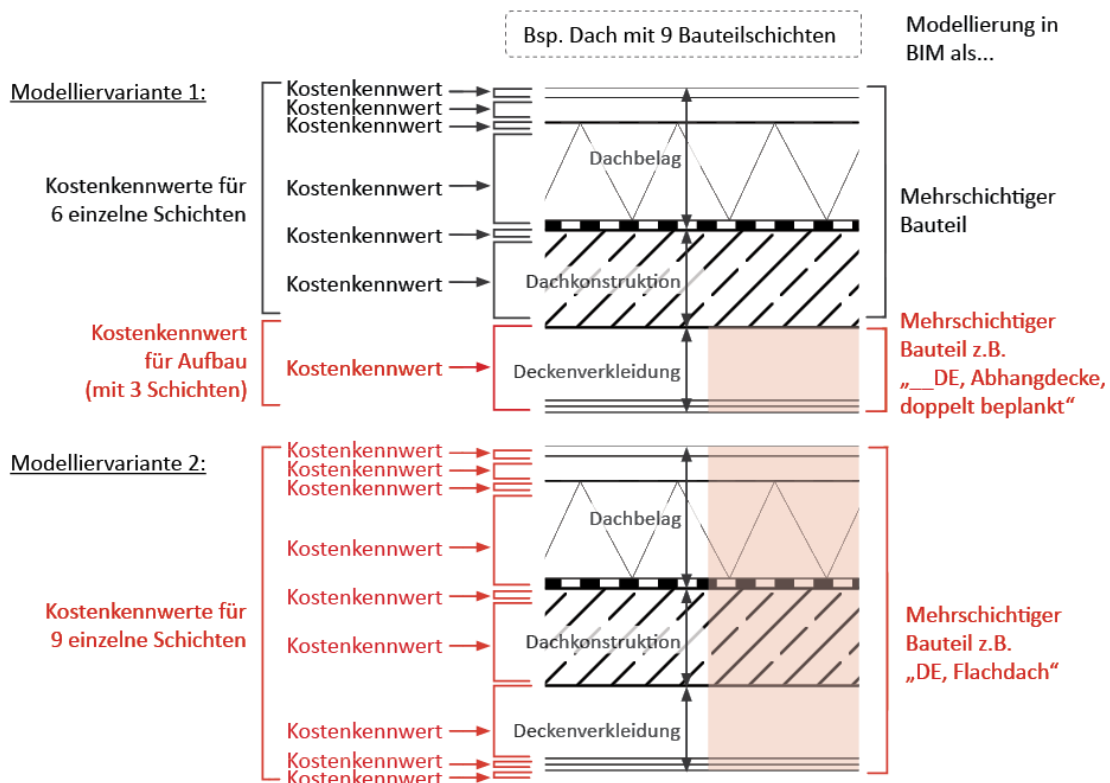 Bsp. Dach mit 9 Bauteilschichten
Modellierung in
BIM als...
Modelliervariante 1:
Kostenkennwert
Kostenkennwert
Kostenkennwert
Dachbelag
Kostenkennwerte für
6 einzelne Schichten
Kostenkennwert
Mehrschichtiger
Bauteil
Kostenkennwert
Kostenkennwert
Dachkonstruktion
Kostenkennwert
für Aufbau
(mit 3 Schichten)
Kostenkennwert
Deckenverkleidung
Mehrschichtiger
Bauteil z.B.
„__DE, Abhangdecke,
doppelt beplankt“
Modelliervariante 2:
Kostenkennwert
Kostenkennwert
Kostenkennwert
Dachbelag
Kostenkennwert
Kostenkennwerte für
9 einzelne Schichten
Kostenkennwert
Kostenkennwert
Dachkonstruktion
Mehrschichtiger
Bauteil z.B.
„DE, Flachdach“
Kostenkennwert
Deckenverkleidung
Kostenkennwert
Kostenkennwert